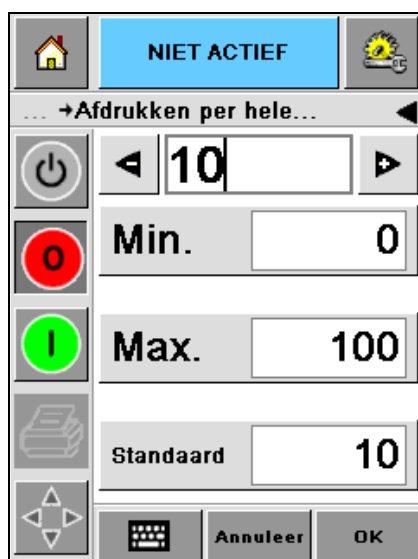 NIET ACTIEF
... →Afdrukken per hele...
10
Min. 0
O
Max. 100
I
Standaard 10
Annuleer OK